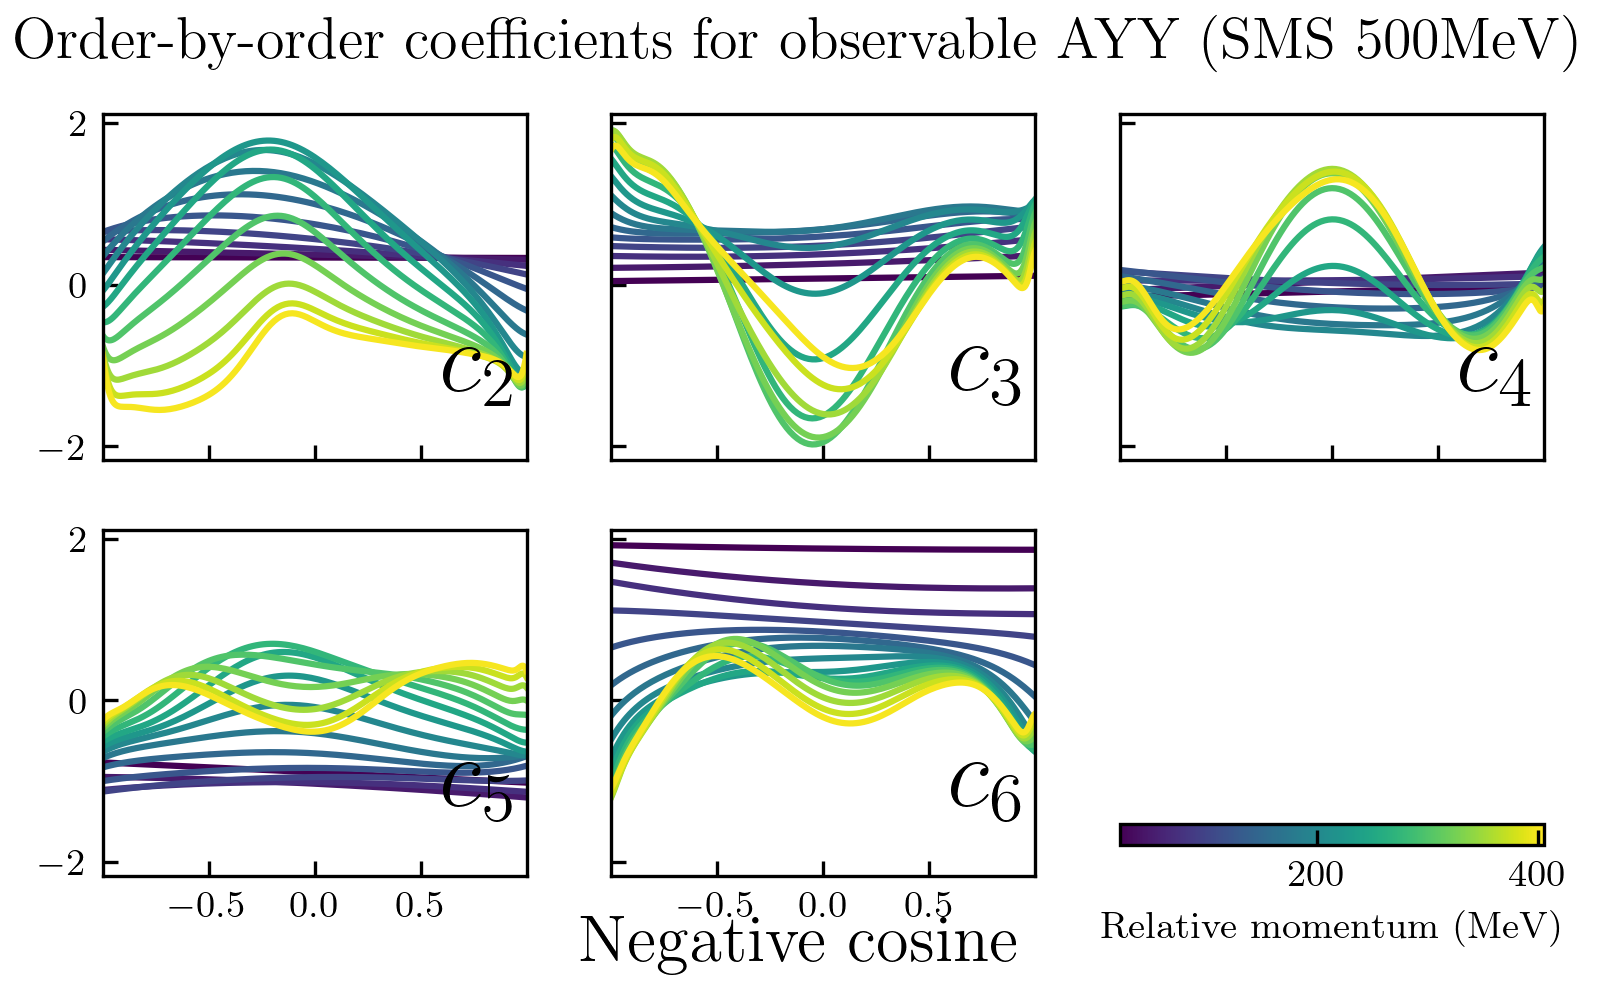 Order-by-order coefficients for observable AYY (SMS 500MeV)
2
0
−2
c2
c3
c4
2
0
−2
c5
c6
−0.5 0.0 0.5
−0.5 0.0 0.5
200 400
Relative momentum (MeV)
Negative cosine